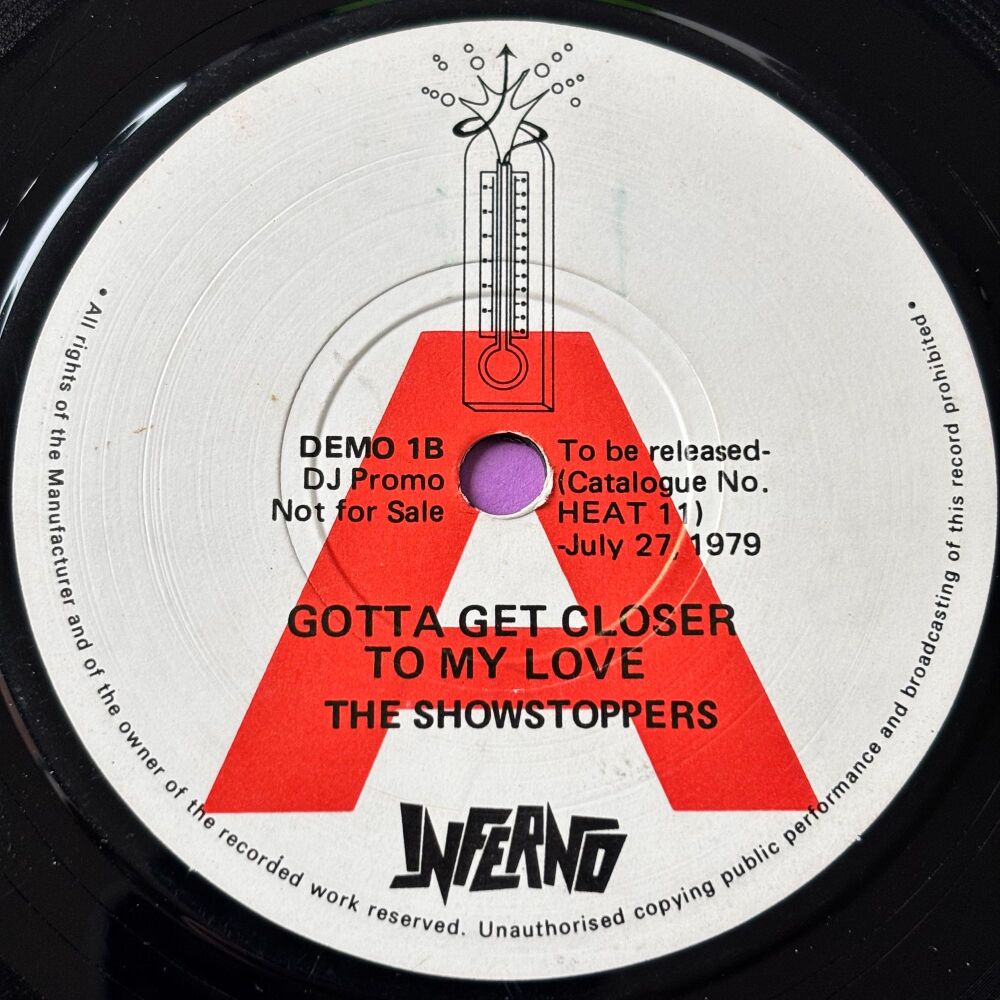 DEMO 1B
DJ Promo
Not for Sale
To be released-
(Catalogue No.
HEAT 11)
-July 27, 1979
A
GOTTA GET CLOSER
TO MY LOVE
THE SHOWSTOPPERS
INFERNO
• All rights of the Manufacturer and of the owner of the recorded work reserved. Unauthorised copying public performance and broadcasting of this record prohibited •